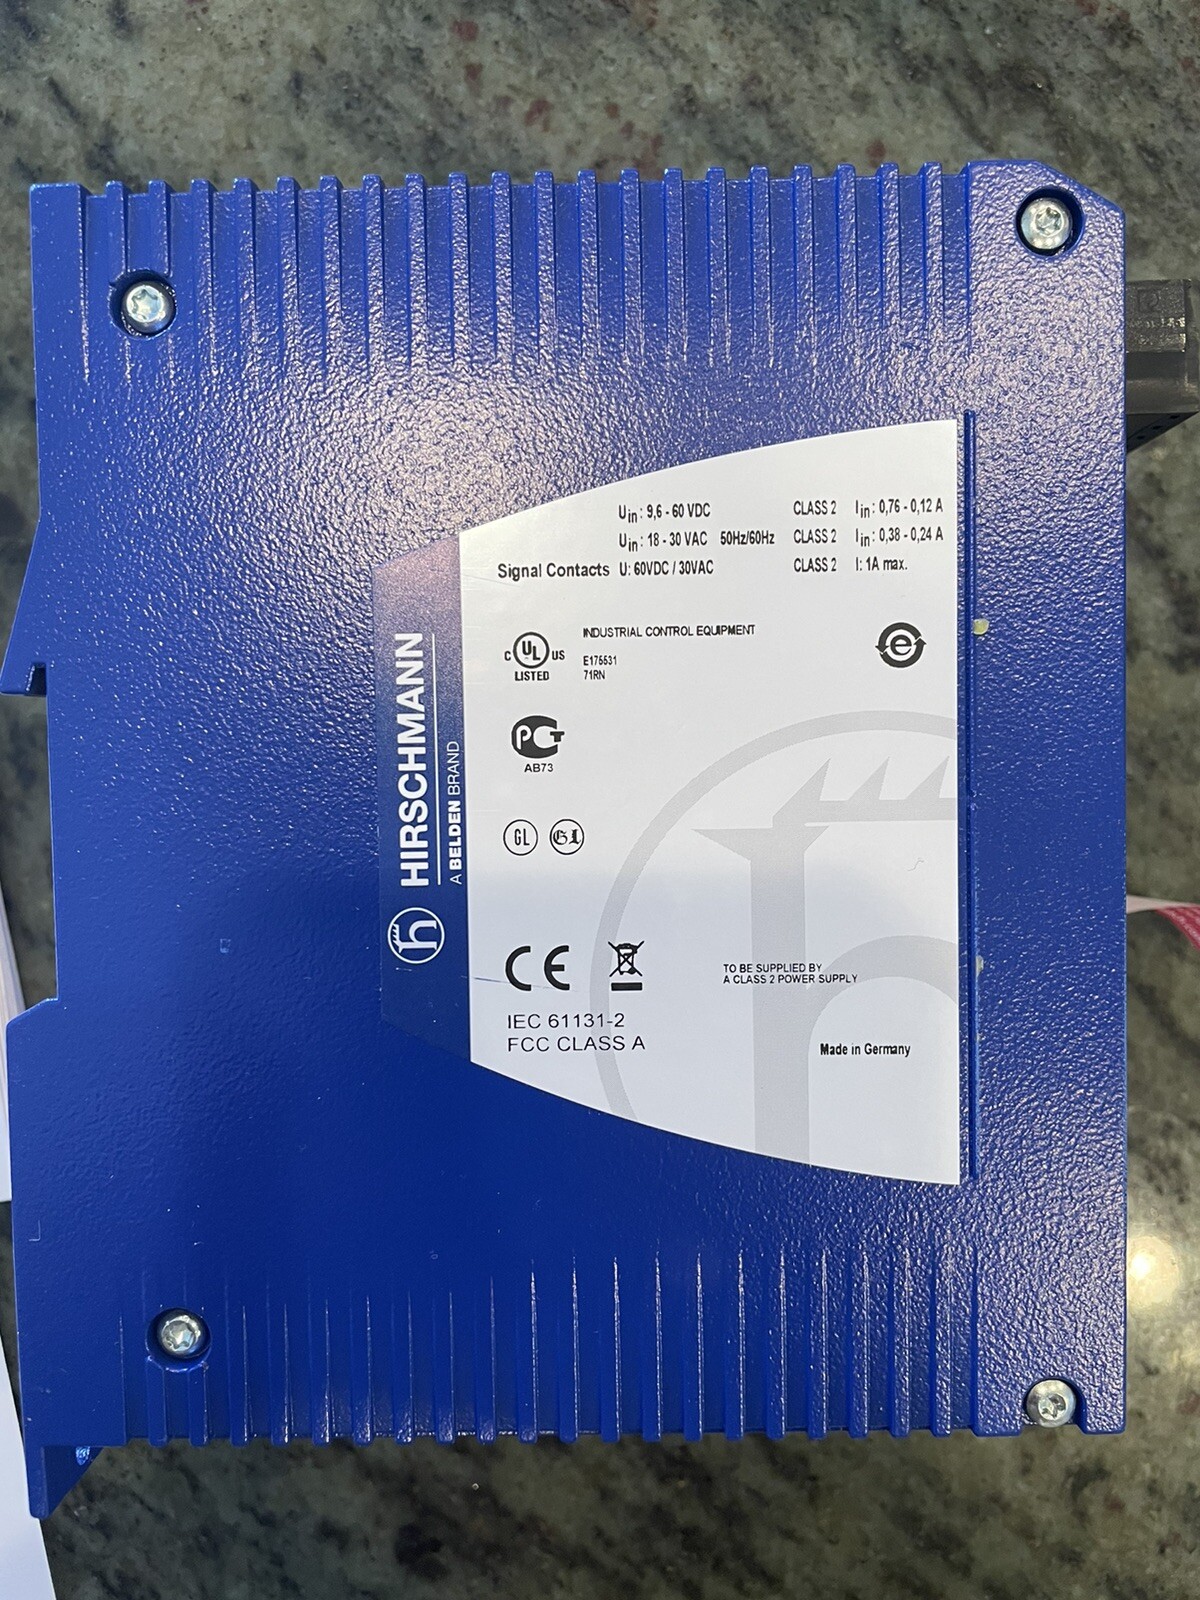 Uin: 9,6 - 60 VDC CLASS 2 Iin: 0,76 - 0,12 A
Uin: 18 - 30 VAC 50Hz/60Hz CLASS 2 Iin: 0,38 - 0,24 A
Signal Contacts U: 60VDC / 30VAC CLASS 2 I: 1A max.
INDUSTRIAL CONTROL EQUIPMENT
C UL US
LISTED
E175531
71RN
e
PCT
AB73
GL GL
HIRSCHMANN
A BELDEN BRAND
h
CE
TO BE SUPPLIED BY
A CLASS 2 POWER SUPPLY
IEC 61131-2
FCC CLASS A
Made in Germany